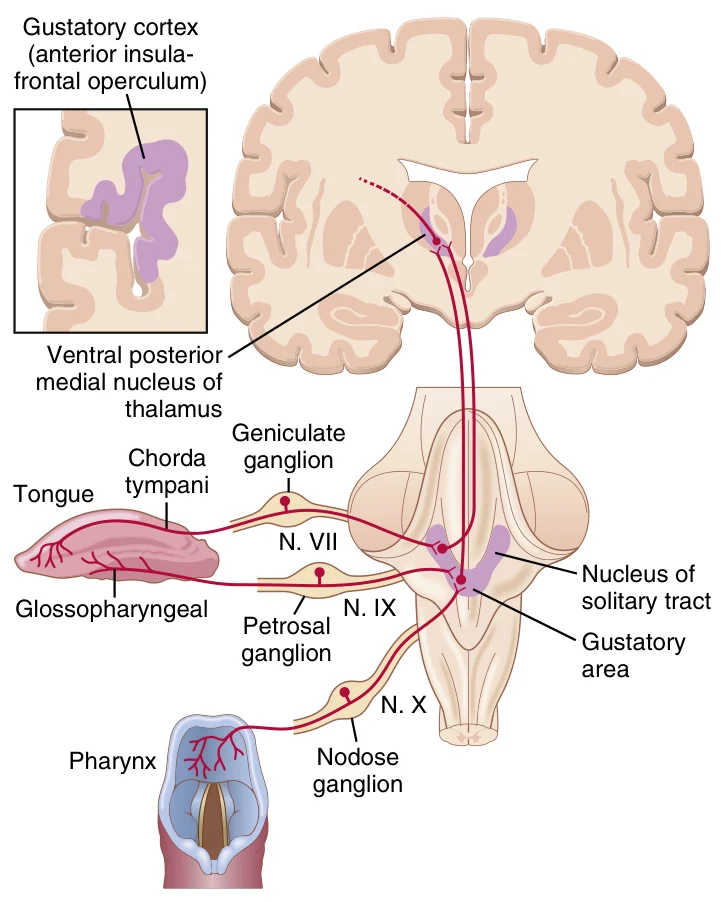 Gustatory cortex
(anterior insula-
frontal operculum)
Ventral posterior
medial nucleus of
thalamus
Geniculate
ganglion
Chorda
tympani
Tongue
N. VII
Glossopharyngeal
N. IX
Petrosal
ganglion
Nucleus of
solitary tract
Gustatory
area
N. X
Pharynx
Nodose
ganglion